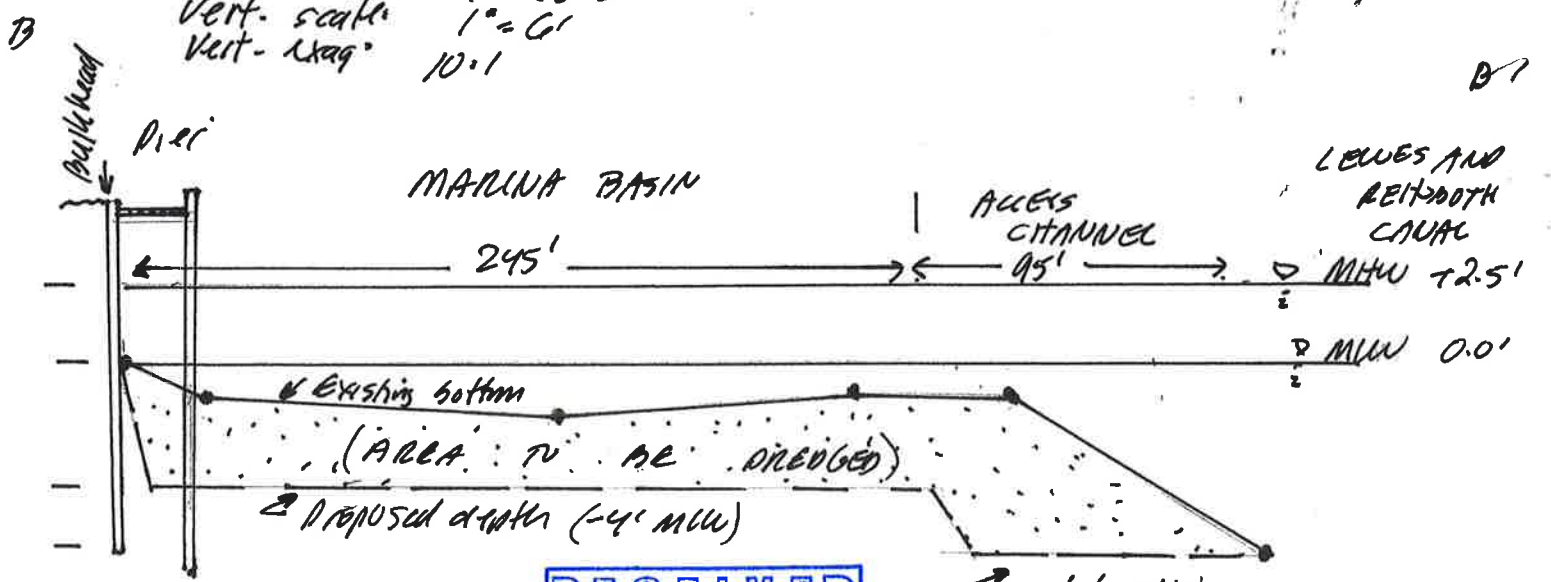 B
Vert. scale: 1"=6'
Vert. exag: 10:1
B'
Bulkhead
Pier
MARINA BASIN
ACCESS
CHANNEL
LEWES AND
REHOBOTH
CANAL
245'
95'
MHW +2.5'
MLW 0.0'
Existing bottom
(AREA TO BE DREDGED)
Proposed depth (-4' MLW)
RECEIVED